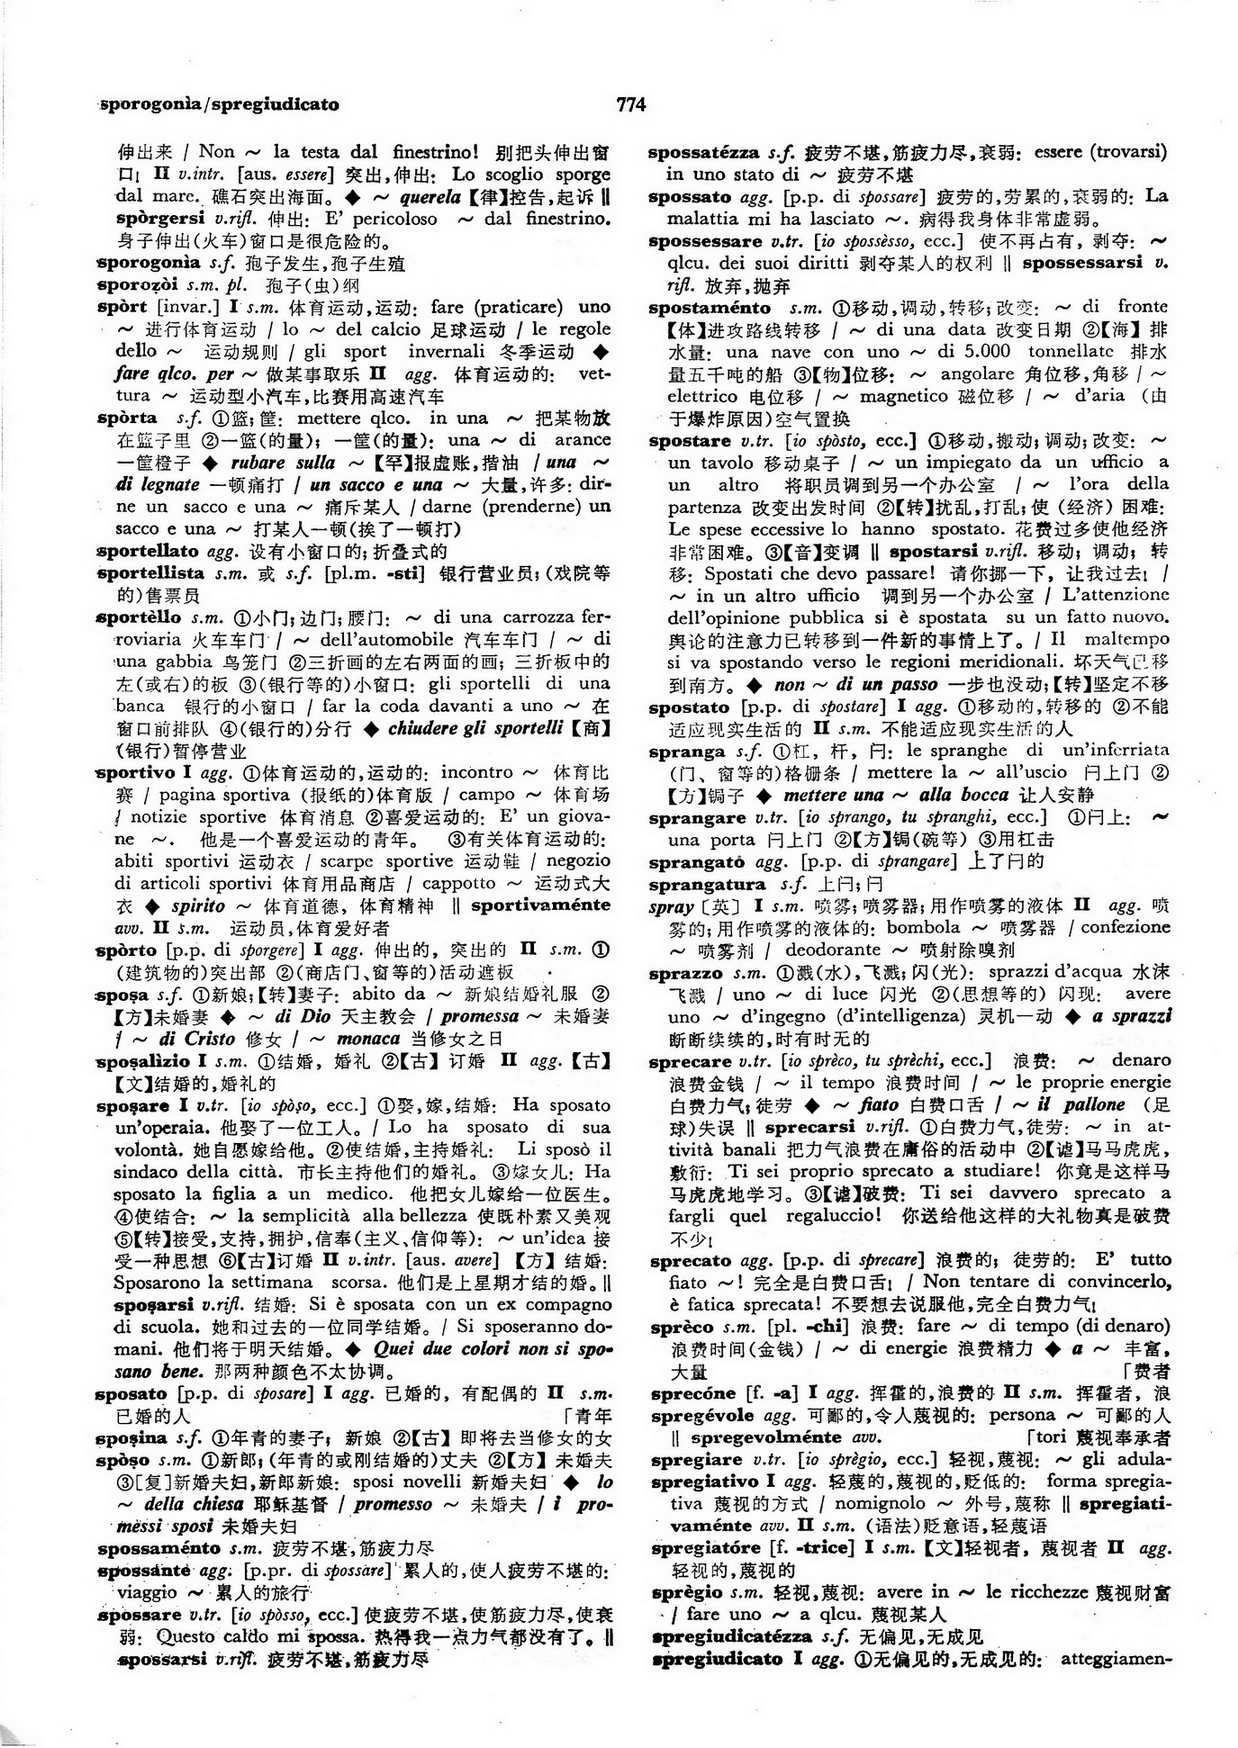 sporogonìa/spregiudicato
774
伸出来 / Non ～ la testa dal finestrino! 别把头伸出窗
口! II v.intr. [aus. essere] 突出,伸出: Lo scoglio sporge
dal mare. 礁石突出海面。◆ ～ querela【律】控告,起诉 ‖
spòrgersi v.rifl. 伸出: E' pericoloso ～ dal finestrino.
身子伸出(火车)窗口是很危险的。
sporogonìa s.f. 孢子发生,孢子生殖
sporozòi s.m. pl. 孢子(虫)纲
spòrt [invar.] I s.m. 体育运动,运动: fare (praticare) uno
～ 进行体育运动 / lo ～ del calcio 足球运动 / le regole
dello ～ 运动规则 / gli sport invernali 冬季运动 ◆
fare qlco. per ～ 做某事取乐 II agg. 体育运动的: vet-
tura ～ 运动型小汽车,比赛用高速汽车
spòrta s.f. ①篮; 筐: mettere qlco. in una ～ 把某物放
在篮子里 ②一篮(的量); 一筐(的量): una ～ di arance
一筐橙子 ◆ rubare sulla ～【罕】报虚账,揩油 / una ～
di legnate 一顿痛打 / un sacco e una ～ 大量,许多: dir-
ne un sacco e una ～ 痛斥某人 / darne (prenderne) un
sacco e una ～ 打某人一顿(挨了一顿打)
sportellato agg. 设有小窗口的; 折叠式的
sportellista s.m. 或 s.f. [pl.m. -sti] 银行营业员; (戏院等
的)售票员
sportèllo s.m. ①小门; 边门; 腰门: ～ di una carrozza fer-
roviaria 火车车门 / ～ dell'automobile 汽车车门 / ～ di
una gabbia 鸟笼门 ②三折画的左右两面的画; 三折板中的
左(或右)的板 ③(银行等的)小窗口: gli sportelli di una
banca 银行的小窗口 / far la coda davanti a uno ～ 在
窗口前排队 ④(银行的)分行 ◆ chiudere gli sportelli【商】
(银行)暂停营业
sportivo I agg. ①体育运动的,运动的: incontro ～ 体育比
赛 / pagina sportiva (报纸的)体育版 / campo ～ 体育场
/ notizie sportive 体育消息 ②喜爱运动的: E' un giova-
ne ～. 他是一个喜爱运动的青年。 ③有关体育运动的:
abiti sportivi 运动衣 / scarpe sportive 运动鞋 / negozio
di articoli sportivi 体育用品商店 / cappotto ～ 运动式大
衣 ◆ spirito ～ 体育道德, 体育精神 ‖ sportivaménte
avv. II s.m. 运动员,体育爱好者
spòrto [p.p. di sporgere] I agg. 伸出的, 突出的 II s.m. ①
(建筑物的)突出部 ②(商店门、窗等的)活动遮板
sposa s.f. ①新娘;【转】妻子: abito da ～ 新娘结婚礼服 ②
【方】未婚妻 ◆ ～ di Dio 天主教会 / promessa ～ 未婚妻
/ ～ di Cristo 修女 / ～ monaca 当修女之日
sposalìzio I s.m. ①结婚, 婚礼 ②【古】订婚 II agg.【古】
【文】结婚的,婚礼的
sposare I v.tr. [io spòso, ecc.] ①娶,嫁,结婚: Ha sposato
un'operaia. 他娶了一位工人。/ Lo ha sposato di sua
volontà. 她自愿嫁给他。②使结婚,主持婚礼: Li sposò il
sindaco della città. 市长主持他们的婚礼。③嫁女儿: Ha
sposato la figlia a un medico. 他把女儿嫁给一位医生。
④使结合: ～ la semplicità alla bellezza 使既朴素又美观
⑤【转】接受,支持,拥护,信奉(主义、信仰等): ～ un'idea 接
受一种思想 ⑥【古】订婚 II v.intr. [aus. avere]【方】结婚:
Sposarono la settimana scorsa. 他们是上星期才结的婚。‖
sposarsi v.rifl. 结婚: Si è sposata con un ex compagno
di scuola. 她和过去的一位同学结婚。/ Si sposeranno do-
mani. 他们将于明天结婚。◆ Quei due colori non si spo-
sano bene. 那两种颜色不太协调。
sposato [p.p. di sposare] I agg. 已婚的, 有配偶的 II s.m.
已婚的人 「青年
sposina s.f. ①年青的妻子; 新娘 ②【古】即将去当修女的女
spòso s.m. ①新郎; (年青的或刚结婚的)丈夫 ②【方】未婚夫
③[复]新婚夫妇,新郎新娘: sposi novelli 新婚夫妇 ◆ lo
～ della chiesa 耶稣基督 / promesso ～ 未婚夫 / i pro-
messi sposi 未婚夫妇
spossaménto s.m. 疲劳不堪,筋疲力尽
spossante agg. [p.pr. di spossare] 累人的,使人疲劳不堪的:
viaggio ～ 累人的旅行
spossare v.tr. [io spòsso, ecc.] 使疲劳不堪,使筋疲力尽,使衰
弱: Questo caldo mi spossa. 热得我一点力气都没有了。‖
spossarsi v.rifl. 疲劳不堪,筋疲力尽
spossatézza s.f. 疲劳不堪,筋疲力尽,衰弱: essere (trovarsi)
in uno stato di ～ 疲劳不堪
spossato agg. [p.p. di spossare] 疲劳的,劳累的,衰弱的: La
malattia mi ha lasciato ～. 病得我身体非常虚弱。
spossessare v.tr. [io spossèsso, ecc.] 使不再占有, 剥夺: ～
qlcu. dei suoi diritti 剥夺某人的权利 ‖ spossessarsi v.
rifl. 放弃,抛弃
spostaménto s.m. ①移动,调动,转移; 改变: ～ di fronte
【体】进攻路线转移 / ～ di una data 改变日期 ②【海】排
水量: una nave con uno ～ di 5.000 tonnellate 排水
量五千吨的船 ③【物】位移: ～ angolare 角位移,角移 / ～
elettrico 电位移 / ～ magnetico 磁位移 / ～ d'aria (由
于爆炸原因)空气置换
spostare v.tr. [io spòsto, ecc.] ①移动,搬动; 调动; 改变: ～
un tavolo 移动桌子 / ～ un impiegato da un ufficio a
un altro 将职员调到另一个办公室 / ～ l'ora della
partenza 改变出发时间 ②【转】扰乱,打乱; 使 (经济) 困难:
Le spese eccessive lo hanno spostato. 花费过多使他经济
非常困难。③【音】变调 ‖ spostarsi v.rifl. 移动; 调动; 转
移: Spostati che devo passare! 请你挪一下, 让我过去! /
～ in un altro ufficio 调到另一个办公室 / L'attenzione
dell'opinione pubblica si è spostata su un fatto nuovo.
舆论的注意力已转移到一件新的事情上了。/ Il maltempo
si va spostando verso le regioni meridionali. 坏天气已移
到南方。◆ non ～ di un passo 一步也没动;【转】坚定不移
spostato [p.p. di spostare] I agg. ①移动的,转移的 ②不能
适应现实生活的 II s.m. 不能适应现实生活的人
spranga s.f. ①杠, 杆, 闩: le spranghe di un'inferriata
(门、窗等的)格栅条 / mettere la ～ all'uscio 闩上门 ②
【方】锔子 ◆ mettere una ～ alla bocca 让人安静
sprangare v.tr. [io sprango, tu spranghi, ecc.] ①闩上: ～
una porta 闩上门 ②【方】锔(碗等) ③用杠击
sprangato agg. [p.p. di sprangare] 上了闩的
sprangatura s.f. 上闩; 闩
spray〔英〕 I s.m. 喷雾; 喷雾器; 用作喷雾的液体 II agg. 喷
雾的; 用作喷雾的液体的: bombola ～ 喷雾器 / confezione
～ 喷雾剂 / deodorante ～ 喷射除嗅剂
sprazzo s.m. ①溅(水),飞溅; 闪(光): sprazzi d'acqua 水沫
飞溅 / uno ～ di luce 闪光 ②(思想等的) 闪现: avere
uno ～ d'ingegno (d'intelligenza) 灵机一动 ◆ a sprazzi
断断续续的,时有时无的
sprecare v.tr. [io sprèco, tu sprèchi, ecc.] 浪费: ～ denaro
浪费金钱 / ～ il tempo 浪费时间 / ～ le proprie energie
白费力气; 徒劳 ◆ ～ fiato 白费口舌 / ～ il pallone (足
球)失误 ‖ sprecarsi v.rifl. ①白费力气,徒劳: ～ in at-
tività banali 把力气浪费在庸俗的活动中 ②【谑】马马虎虎,
敷衍: Ti sei proprio sprecato a studiare! 你竟是这样马
马虎虎地学习。③【谑】破费: Ti sei davvero sprecato a
fargli quel regaluccio! 你送给他这样的大礼物真是破费
不少!
sprecato agg. [p.p. di sprecare] 浪费的; 徒劳的: E' tutto
fiato ～! 完全是白费口舌! / Non tentare di convincerlo,
è fatica sprecata! 不要想去说服他,完全白费力气!
sprèco s.m. [pl. -chi] 浪费: fare ～ di tempo (di denaro)
浪费时间(金钱) / ～ di energie 浪费精力 ◆ a ～ 丰富,
大量 「费者
sprecóne [f. -a] I agg. 挥霍的,浪费的 II s.m. 挥霍者, 浪
spregévole agg. 可鄙的,令人蔑视的: persona ～ 可鄙的人
‖ spregevolménte avv. 「tori 蔑视奉承者
spregiare v.tr. [io sprègio, ecc.] 轻视,蔑视: ～ gli adula-
spregiativo I agg. 轻蔑的,蔑视的,贬低的: forma spregia-
tiva 蔑视的方式 / nomignolo ～ 外号,蔑称 ‖ spregiati-
vaménte avv. II s.m. (语法)贬意语,轻蔑语
spregiatóre [f. -trice] I s.m.【文】轻视者, 蔑视者 II agg.
轻视的,蔑视的
sprègio s.m. 轻视,蔑视: avere in ～ le ricchezze 蔑视财富
/ fare uno ～ a qlcu. 蔑视某人
spregiudicatézza s.f. 无偏见,无成见
spregiudicato I agg. ①无偏见的,无成见的: atteggiamen-